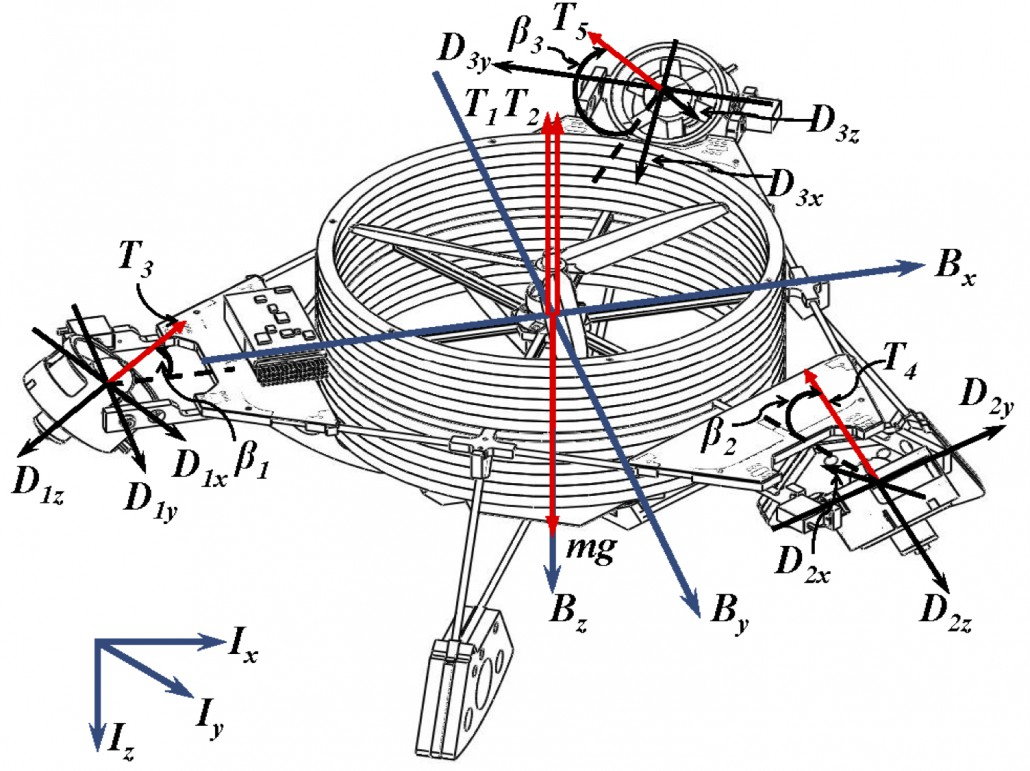 T5
β3
D3y
T1 T2
D3z
D3x
T3
Bx
T4
D2y
β2
D1z
D1x
β1
D1y
mg
D2x
Bz
By
D2z
Ix
Iy
Iz